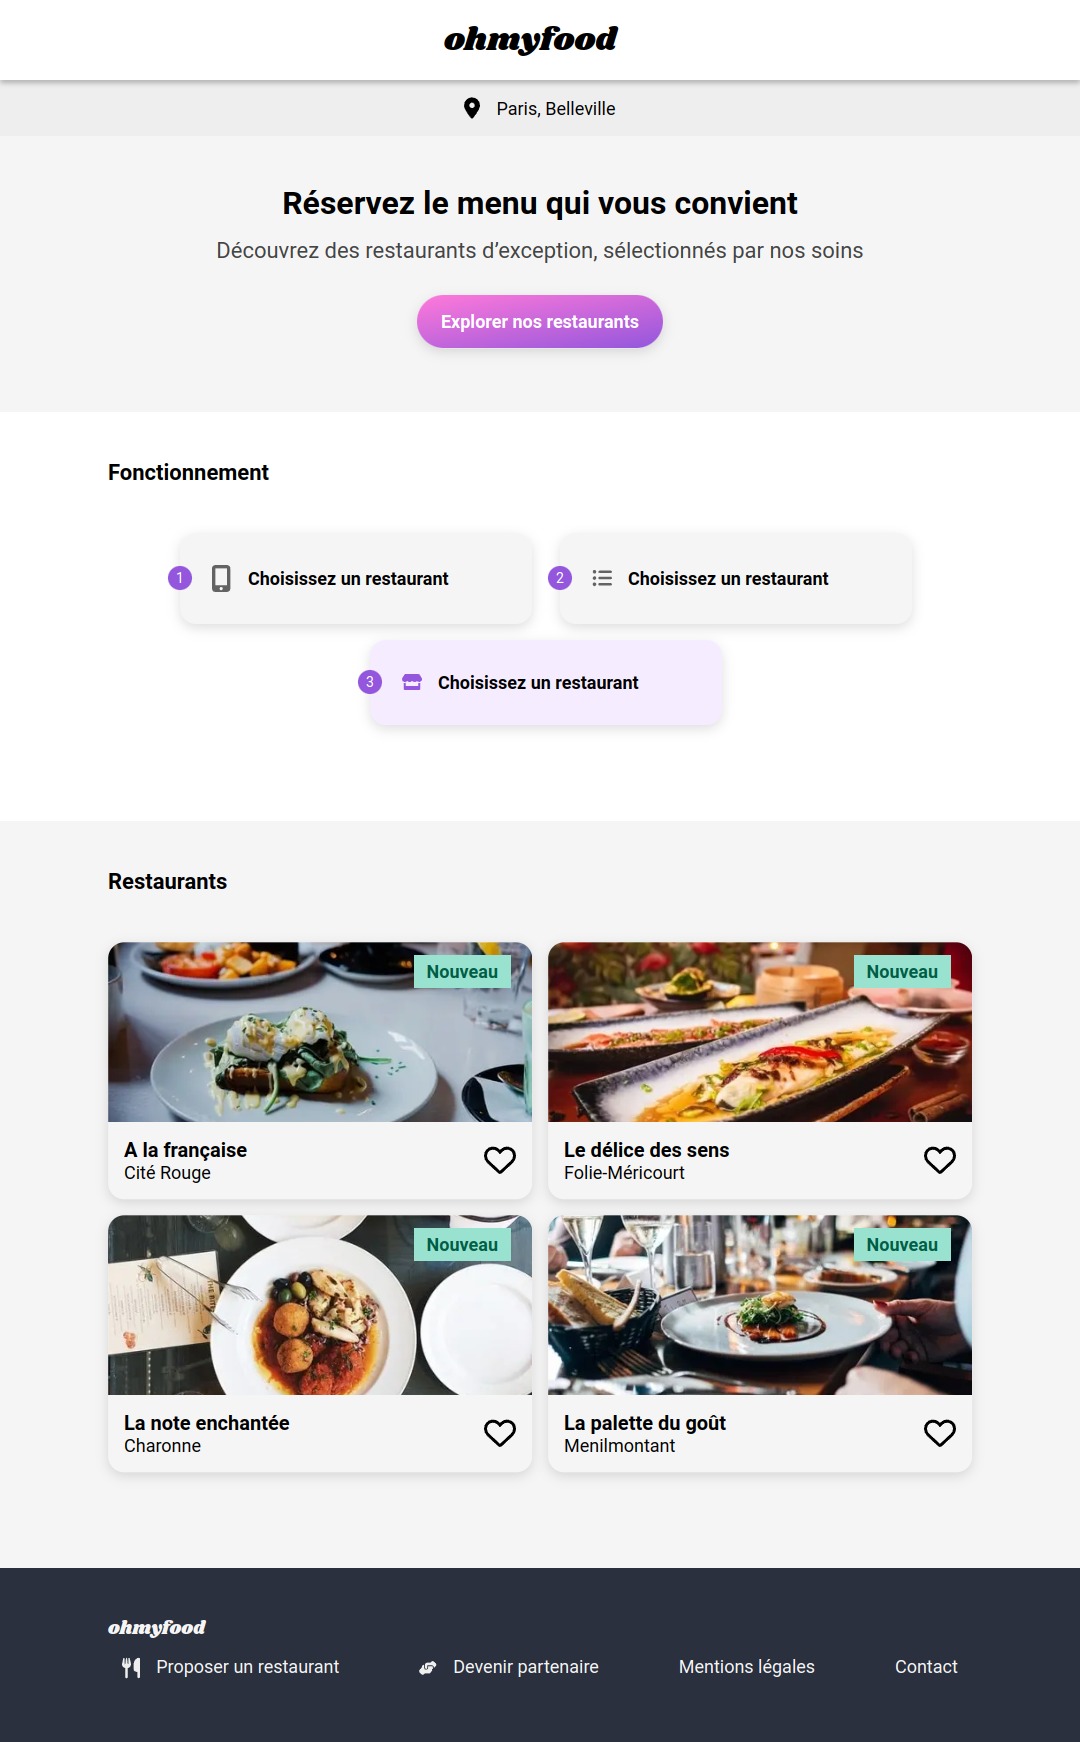 ohmyfood
Paris, Belleville
Réservez le menu qui vous convient
Découvrez des restaurants d’exception, sélectionnés par nos soins
Explorer nos restaurants
Fonctionnement
1
Choisissez un restaurant
2
Choisissez un restaurant
3
Choisissez un restaurant
Restaurants
Nouveau
A la française
Cité Rouge
Nouveau
Le délice des sens
Folie-Méricourt
Nouveau
La note enchantée
Charonne
Nouveau
La palette du goût
Menilmontant
ohmyfood
Proposer un restaurant
Devenir partenaire
Mentions légales
Contact